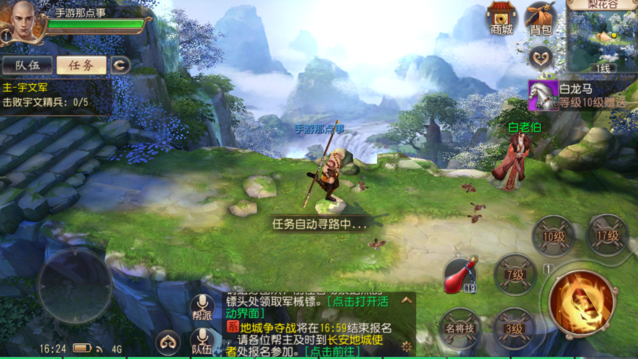 手游那点事
1
商城
背包
梨花谷
1线
队伍
任务
主-宇文军
击败宇文精兵: 0/5
白龙马
等级10级赠送
手游那点事
白老伯
任务自动寻路中...
10级
17级
7级
名将技
3级
镖头处领取军械镖。[点击打开活
动界面]
地城争夺战将在16:59结束报名
，请各位帮主及时到长安地城使
者处报名参加。[点击前往]
帮派
队伍
16:24
4G